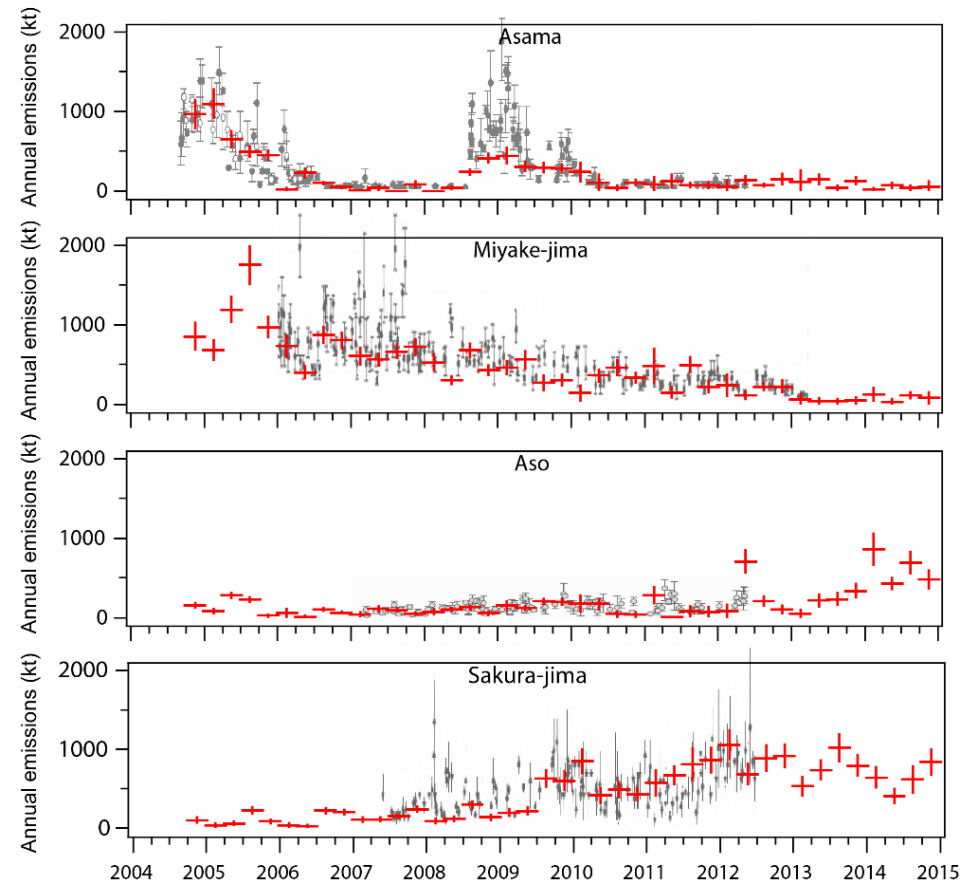 Annual emissions (kt)
2000
1000
0
Asama
Annual emissions (kt)
2000
1000
0
Miyake-jima
Annual emissions (kt)
2000
1000
0
Aso
Annual emissions (kt)
2000
1000
0
Sakura-jima
2004 2005 2006 2007 2008 2009 2010 2011 2012 2013 2014 2015